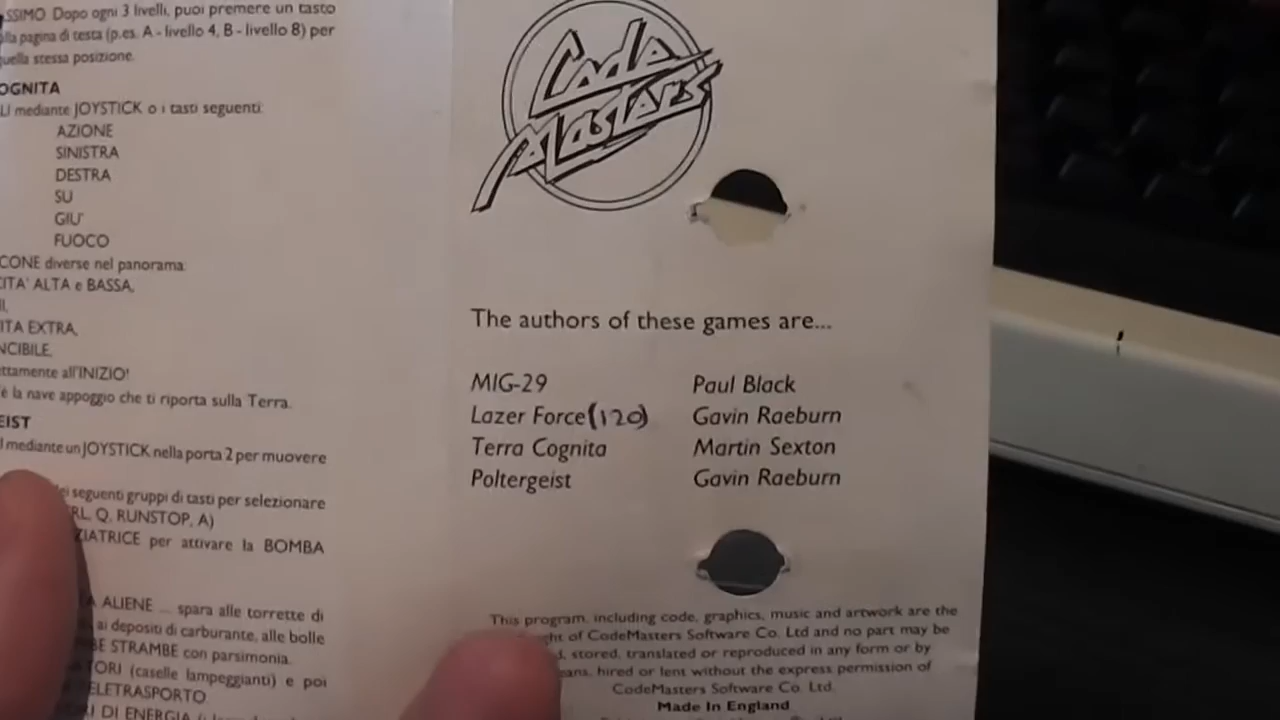 SSIMO. Dopo ogni 3 livelli, puoi premere un tasto
lla pagina di testa (p.es. A - livello 4, B - livello 8) per
uella stessa posizione.
OGNITA
LI mediante JOYSTICK o i tasti seguenti:
AZIONE
SINISTRA
DESTRA
SU
GIU'
FUOCO
CONE diverse nel panorama:
ITA' ALTA e BASSA,
ITA EXTRA,
NCIBILE,
ttamente all'INIZIO!
è la nave appoggio che ti riporta sulla Terra.
EIST
mediante un JOYSTICK nella porta 2 per muovere
ei seguenti gruppi di tasti per selezionare
RL, Q, RUNSTOP, A)
ZIATRICE per attivare la BOMBA
A ALIENE ... spara alle torrette di
ai depositi di carburante, alle bolle
BE STRAMBE con parsimonia.
TORI (caselle lampeggianti) e poi
ELETRASPORTO
RI DI ENERGIA
Code
Masters
The authors of these games are...
MIG-29 Paul Black
Lazer Force (120) Gavin Raeburn
Terra Cognita Martin Sexton
Poltergeist Gavin Raeburn
This program, including code, graphics, music and artwork are the
ght of CodeMasters Software Co. Ltd and no part may be
d, stored, translated or reproduced in any form or by
eans, hired or lent without the express permission of
CodeMasters Software Co. Ltd.
Made In England